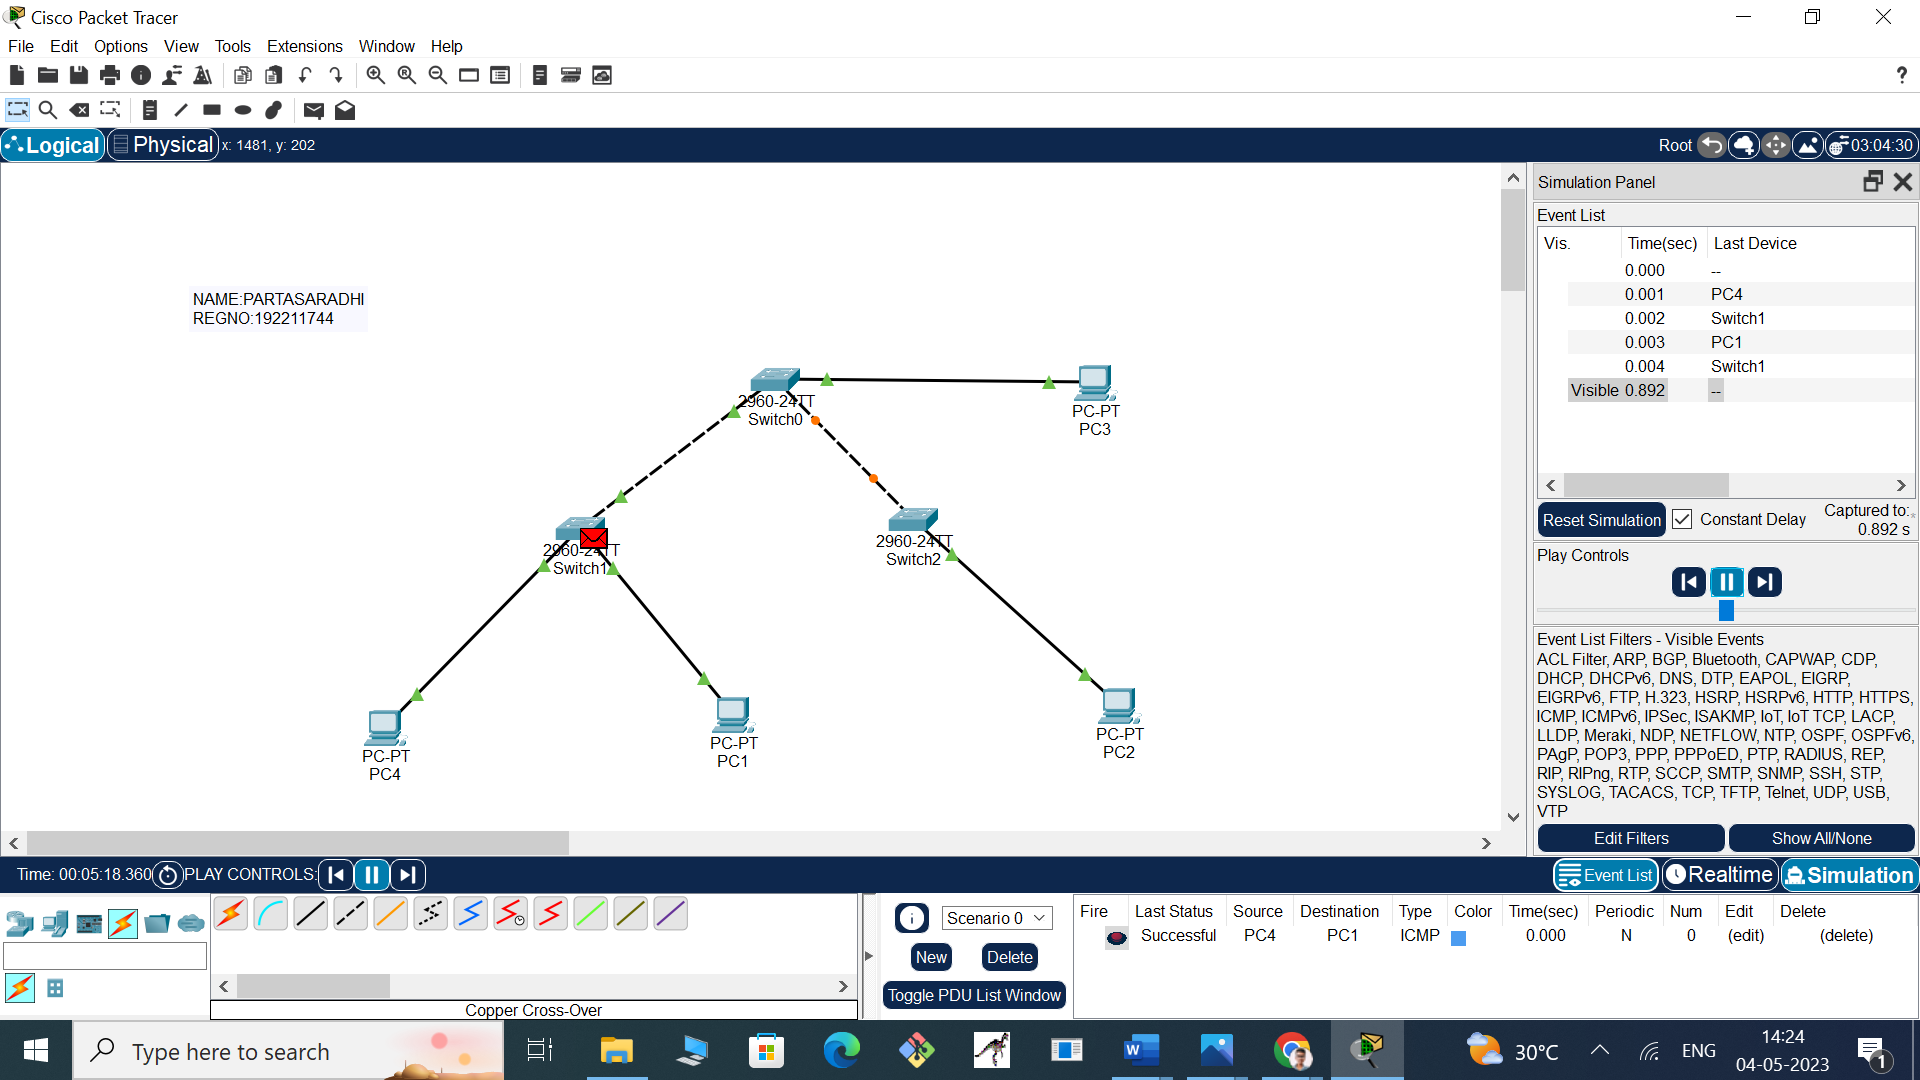 Cisco Packet Tracer
File Edit Options View Tools Extensions Window Help
?
Logical Physical x: 1481, y: 202
Root 03:04:30
NAME:PARTASARADHI
REGNO:192211744
2960-24TT
Switch0
PC-PT
PC3
2960-24TT
Switch1
2960-24TT
Switch2
PC-PT
PC4
PC-PT
PC1
PC-PT
PC2
Simulation Panel
Event List
Vis. Time(sec) Last Device
0.000 --
0.001 PC4
0.002 Switch1
0.003 PC1
0.004 Switch1
Visible 0.892 --
Reset Simulation Constant Delay Captured to:
0.892 s
Play Controls
Event List Filters - Visible Events
ACL Filter, ARP, BGP, Bluetooth, CAPWAP, CDP,
DHCP, DHCPv6, DNS, DTP, EAPOL, EIGRP,
EIGRPv6, FTP, H.323, HSRP, HSRPv6, HTTP, HTTPS,
ICMP, ICMPv6, IPSec, ISAKMP, IoT, IoT TCP, LACP,
LLDP, Meraki, NDP, NETFLOW, NTP, OSPF, OSPFv6,
PAgP, POP3, PPP, PPPoED, PTP, RADIUS, REP,
RIP, RIPng, RTP, SCCP, SMTP, SNMP, SSH, STP,
SYSLOG, TACACS, TCP, TFTP, Telnet, UDP, USB,
VTP
Edit Filters Show All/None
Time: 00:05:18.360 PLAY CONTROLS:
Event List Realtime Simulation
Copper Cross-Over
Scenario 0
New Delete
Toggle PDU List Window
Fire Last Status Source Destination Type Color Time(sec) Periodic Num Edit Delete
Successful PC4 PC1 ICMP 0.000 N 0 (edit) (delete)
Type here to search
30°C
ENG
14:24
04-05-2023
1